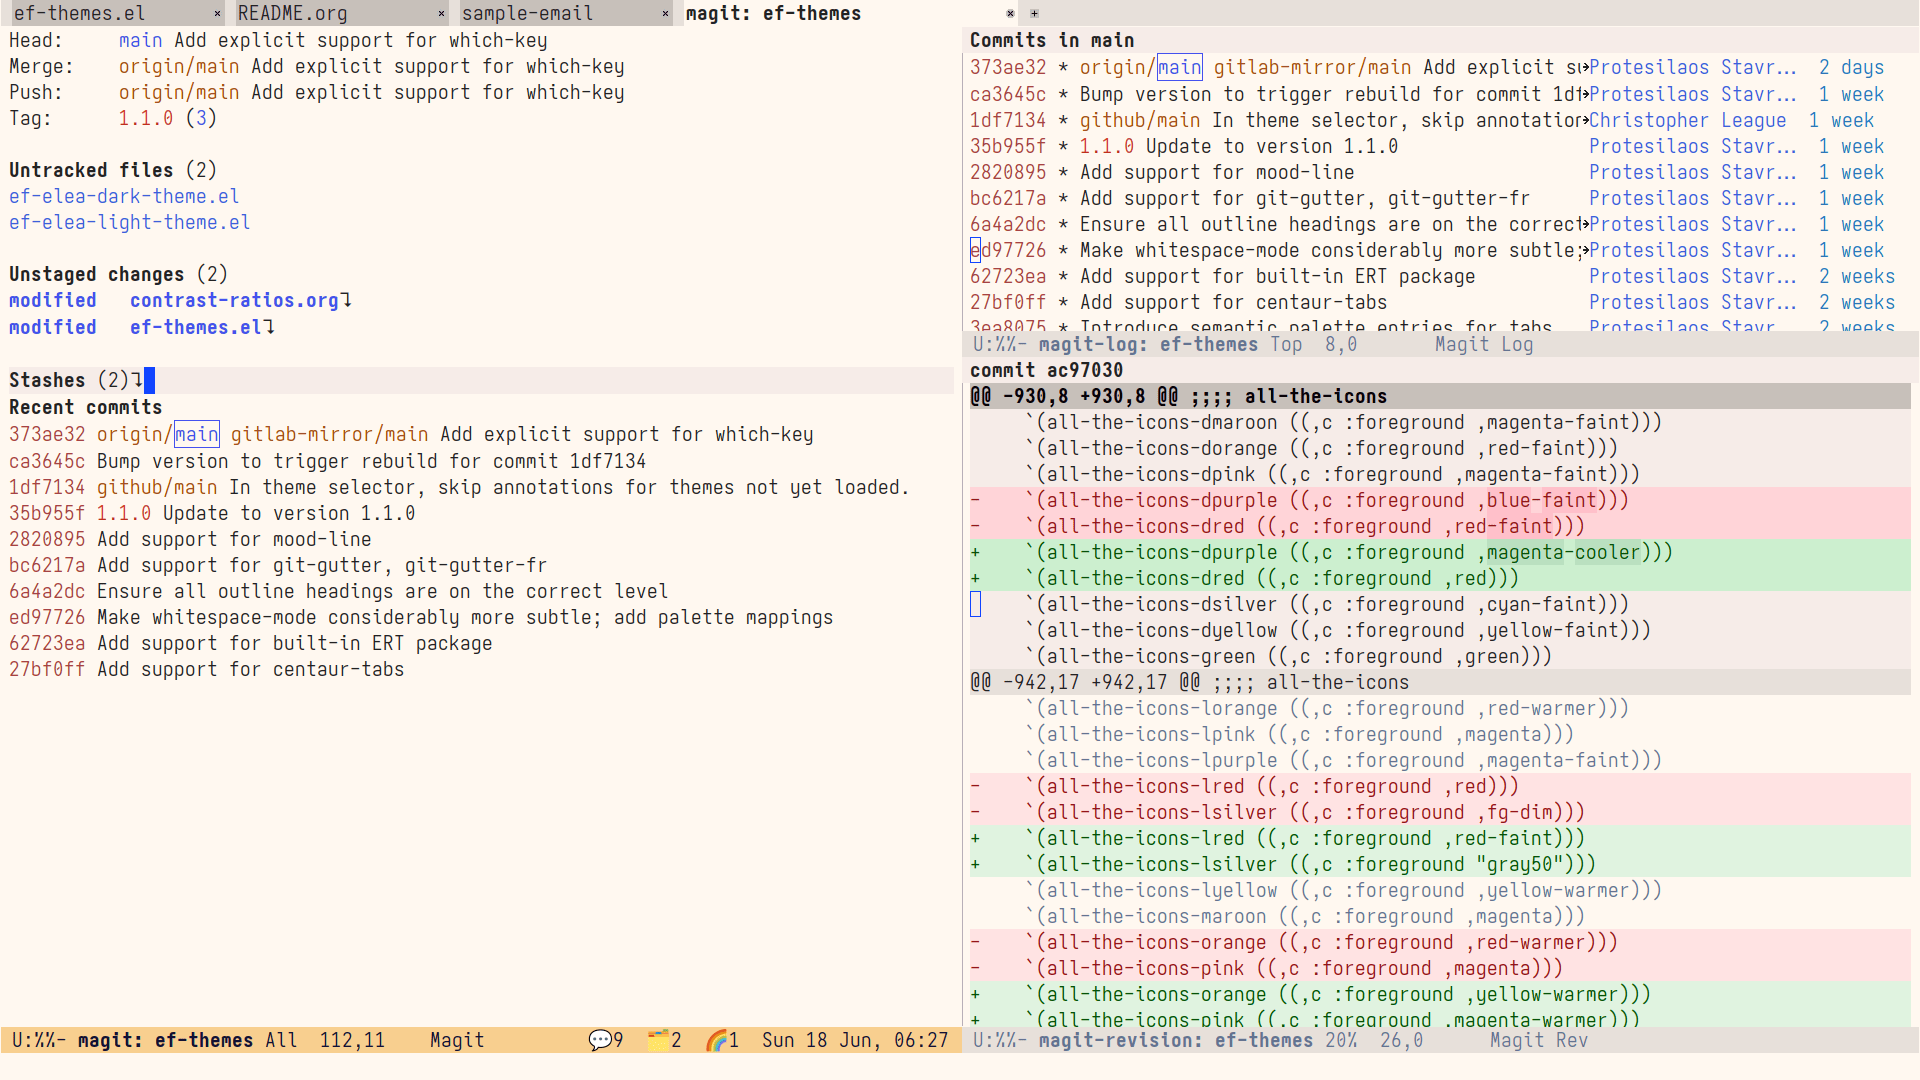 ef-themes.el × README.org × sample-email × magit: ef-themes
Head:     main Add explicit support for which-key
Merge:    origin/main Add explicit support for which-key
Push:     origin/main Add explicit support for which-key
Tag:      1.1.0 (3)
Untracked files (2)
ef-elea-dark-theme.el
ef-elea-light-theme.el
Unstaged changes (2)
modified   contrast-ratios.org
modified   ef-themes.el
Stashes (2)
Recent commits
373ae32 origin/main gitlab-mirror/main Add explicit support for which-key
ca3645c Bump version to trigger rebuild for commit 1df7134
1df7134 github/main In theme selector, skip annotations for themes not yet loaded.
35b955f 1.1.0 Update to version 1.1.0
2820895 Add support for mood-line
bc6217a Add support for git-gutter, git-gutter-fr
6a4a2dc Ensure all outline headings are on the correct level
ed97726 Make whitespace-mode considerably more subtle; add palette mappings
62723ea Add support for built-in ERT package
27bf0ff Add support for centaur-tabs
U:%%- magit: ef-themes All  112,11    Magit 💬9 🗂️2 🌈1 Sun 18 Jun, 06:27
Commits in main
373ae32 * origin/main gitlab-mirror/main Add explicit su Protesilaos Stavr... 2 days
ca3645c * Bump version to trigger rebuild for commit 1df Protesilaos Stavr... 1 week
1df7134 * github/main In theme selector, skip annotation Christopher League 1 week
35b955f * 1.1.0 Update to version 1.1.0 Protesilaos Stavr... 1 week
2820895 * Add support for mood-line Protesilaos Stavr... 1 week
bc6217a * Add support for git-gutter, git-gutter-fr Protesilaos Stavr... 1 week
6a4a2dc * Ensure all outline headings are on the correct Protesilaos Stavr... 1 week
ed97726 * Make whitespace-mode considerably more subtle; Protesilaos Stavr... 1 week
62723ea * Add support for built-in ERT package Protesilaos Stavr... 2 weeks
27bf0ff * Add support for centaur-tabs Protesilaos Stavr... 2 weeks
3ea8075 * Introduce semantic palette entries for tabs Protesilaos Stavr... 2 weeks
U:%%- magit-log: ef-themes Top  8,0       Magit Log
commit ac97030
@@ -930,8 +930,8 @@ ;;;; all-the-icons
     `(all-the-icons-dmaroon ((,c :foreground ,magenta-faint)))
     `(all-the-icons-dorange ((,c :foreground ,red-faint)))
     `(all-the-icons-dpink ((,c :foreground ,magenta-faint)))
-    `(all-the-icons-dpurple ((,c :foreground ,blue-faint)))
-    `(all-the-icons-dred ((,c :foreground ,red-faint)))
+    `(all-the-icons-dpurple ((,c :foreground ,magenta-cooler)))
+    `(all-the-icons-dred ((,c :foreground ,red)))
     `(all-the-icons-dsilver ((,c :foreground ,cyan-faint)))
     `(all-the-icons-dyellow ((,c :foreground ,yellow-faint)))
     `(all-the-icons-green ((,c :foreground ,green)))
@@ -942,17 +942,17 @@ ;;;; all-the-icons
     `(all-the-icons-lorange ((,c :foreground ,red-warmer)))
     `(all-the-icons-lpink ((,c :foreground ,magenta)))
     `(all-the-icons-lpurple ((,c :foreground ,magenta-faint)))
-    `(all-the-icons-lred ((,c :foreground ,red)))
-    `(all-the-icons-lsilver ((,c :foreground ,fg-dim)))
+    `(all-the-icons-lred ((,c :foreground ,red-faint)))
+    `(all-the-icons-lsilver ((,c :foreground "gray50")))
     `(all-the-icons-lyellow ((,c :foreground ,yellow-warmer)))
     `(all-the-icons-maroon ((,c :foreground ,magenta)))
-    `(all-the-icons-orange ((,c :foreground ,red-warmer)))
-    `(all-the-icons-pink ((,c :foreground ,magenta)))
+    `(all-the-icons-orange ((,c :foreground ,yellow-warmer)))
+    `(all-the-icons-pink ((,c :foreground ,magenta-warmer)))
U:%%- magit-revision: ef-themes 20%  26,0      Magit Rev